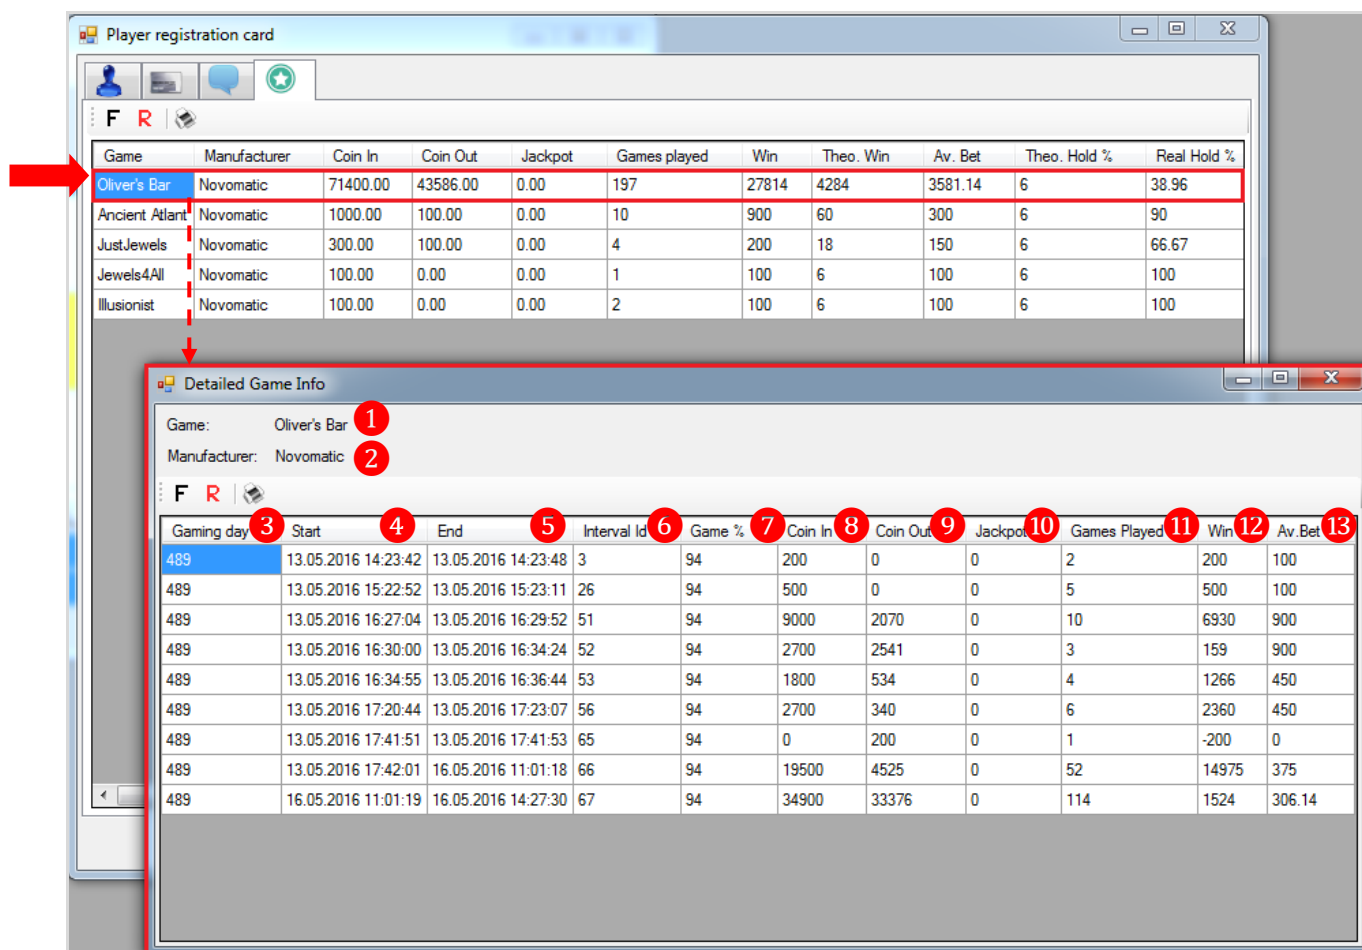 Player registration card
F R
Game Manufacturer Coin In Coin Out Jackpot Games played Win Theo. Win Av. Bet Theo. Hold % Real Hold %
Oliver's Bar Novomatic 71400.00 43586.00 0.00 197 27814 4284 3581.14 6 38.96
Ancient Atlant Novomatic 1000.00 100.00 0.00 10 900 60 300 6 90
JustJewels Novomatic 300.00 100.00 0.00 4 200 18 150 6 66.67
Jewels4All Novomatic 100.00 0.00 0.00 1 100 6 100 6 100
Illusionist Novomatic 100.00 0.00 0.00 2 100 6 100 6 100
Detailed Game Info
Game: Oliver's Bar 1
Manufacturer: Novomatic 2
F R
Gaming day 3 Start 4 End 5 Interval Id 6 Game % 7 Coin In 8 Coin Out 9 Jackpot 10 Games Played 11 Win 12 Av.Bet 13
489 13.05.2016 14:23:42 13.05.2016 14:23:48 3 94 200 0 0 2 200 100
489 13.05.2016 15:22:52 13.05.2016 15:23:11 26 94 500 0 0 5 500 100
489 13.05.2016 16:27:04 13.05.2016 16:29:52 51 94 9000 2070 0 10 6930 900
489 13.05.2016 16:30:00 13.05.2016 16:34:24 52 94 2700 2541 0 3 159 900
489 13.05.2016 16:34:55 13.05.2016 16:36:44 53 94 1800 534 0 4 1266 450
489 13.05.2016 17:20:44 13.05.2016 17:23:07 56 94 2700 340 0 6 2360 450
489 13.05.2016 17:41:51 13.05.2016 17:41:53 65 94 0 200 0 1 -200 0
489 13.05.2016 17:42:01 16.05.2016 11:01:18 66 94 19500 4525 0 52 14975 375
489 16.05.2016 11:01:19 16.05.2016 14:27:30 67 94 34900 33376 0 114 1524 306.14